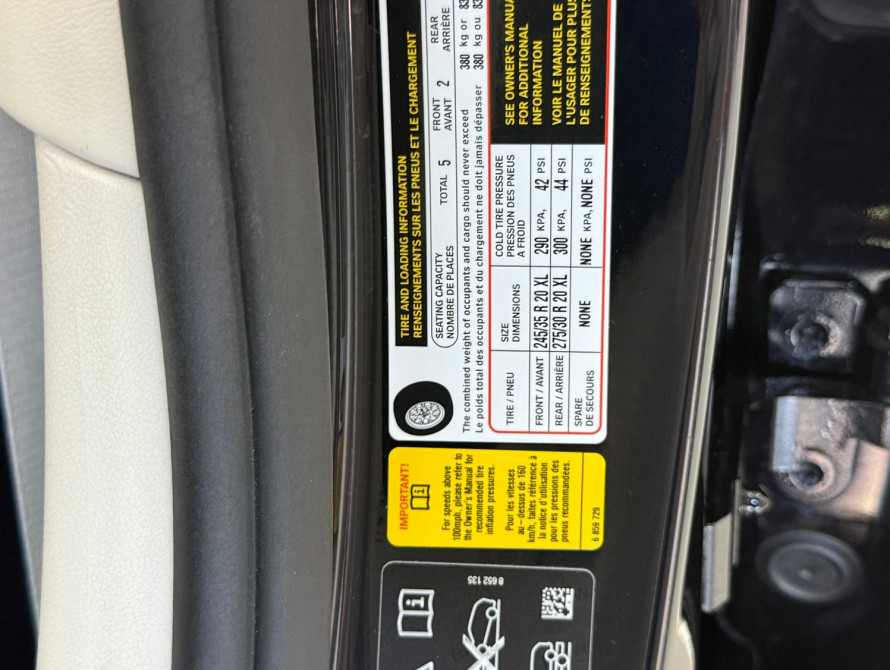 TIRE AND LOADING INFORMATION
RENSEIGNEMENTS SUR LES PNEUS ET LE CHARGEMENT
SEATING CAPACITY
NOMBRE DE PLACES
TOTAL 5
FRONT
AVANT 2
REAR
ARRIÈRE
The combined weight of occupants and cargo should never exceed 380 kg or 83
Le poids total des occupants et du chargement ne doit jamais dépasser 380 kg ou 83
TIRE / PNEU
SIZE
DIMENSIONS
COLD TIRE PRESSURE
PRESSION DES PNEUS
A FROID
FRONT / AVANT 245/35 R 20 XL 290 KPA, 42 PSI
REAR / ARRIÈRE 275/30 R 20 XL 300 KPA, 44 PSI
SPARE
DE SECOURS
NONE NONE KPA, NONE PSI
SEE OWNER'S MANUA
FOR ADDITIONAL
INFORMATION
VOIR LE MANUEL DE
L'USAGER POUR PLUS
DE RENSEIGNEMENTS
IMPORTANT!
For speeds above
100mph, please refer to
the Owner's Manual for
recommended tire
inflation pressures.
Pour les vitesses
au-dessus de 160
km/h, faites référence à
la notice d'utilisation
pour les pressions des
pneus recommandées.
6 859 729
8 652 135